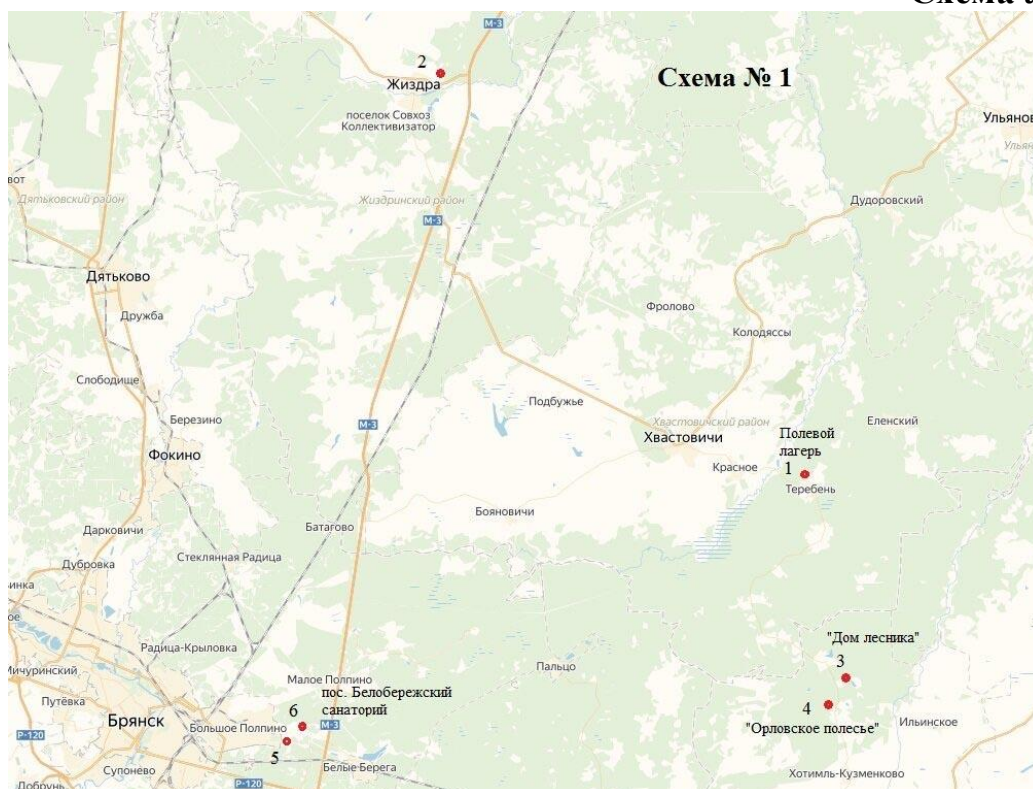 Схема
2
М-3
Жиздра
Схема № 1
поселок Совхоз
Коллективизатор
Дятьковский район
Жиздринский район
М-3
Дудоровский
Дятьково
Дружба
Фролово
Колодяссы
Слободище
Подбужье
Березино
М-3
Хвастовичский район
Хвастовичи
Еленский
Полевой
лагерь
Фокино
Красное
1
Теребень
Бояновичи
Дарковичи
Батагово
Стеклянная Радица
Дубровка
Радица-Крыловка
"Дом лесника"
3
Пальцо
Мичуринский
Малое Полпино
пос. Белобережский
санаторий
Путёвка
Брянск
Большое Полпино
6
М-3
4
Ильинское
"Орловское полесье"
Р-120
5
Супонево
Белые Берега
Хотимль-Кузменково
Добрунь
Р-120